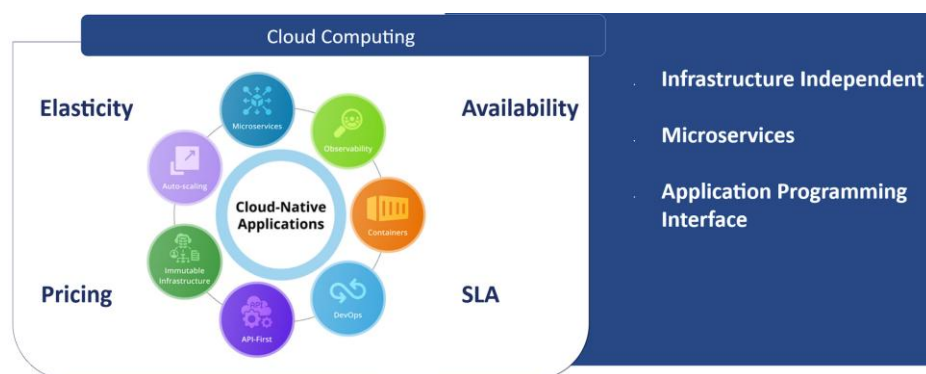 Cloud Computing
Elasticity
Availability
Microservices
Observability
Auto-scaling
Cloud-Native
Applications
Containers
Immutable
Infrastructure
DevOps
API
API-First
Pricing
SLA
Infrastructure Independent
Microservices
Application Programming
Interface